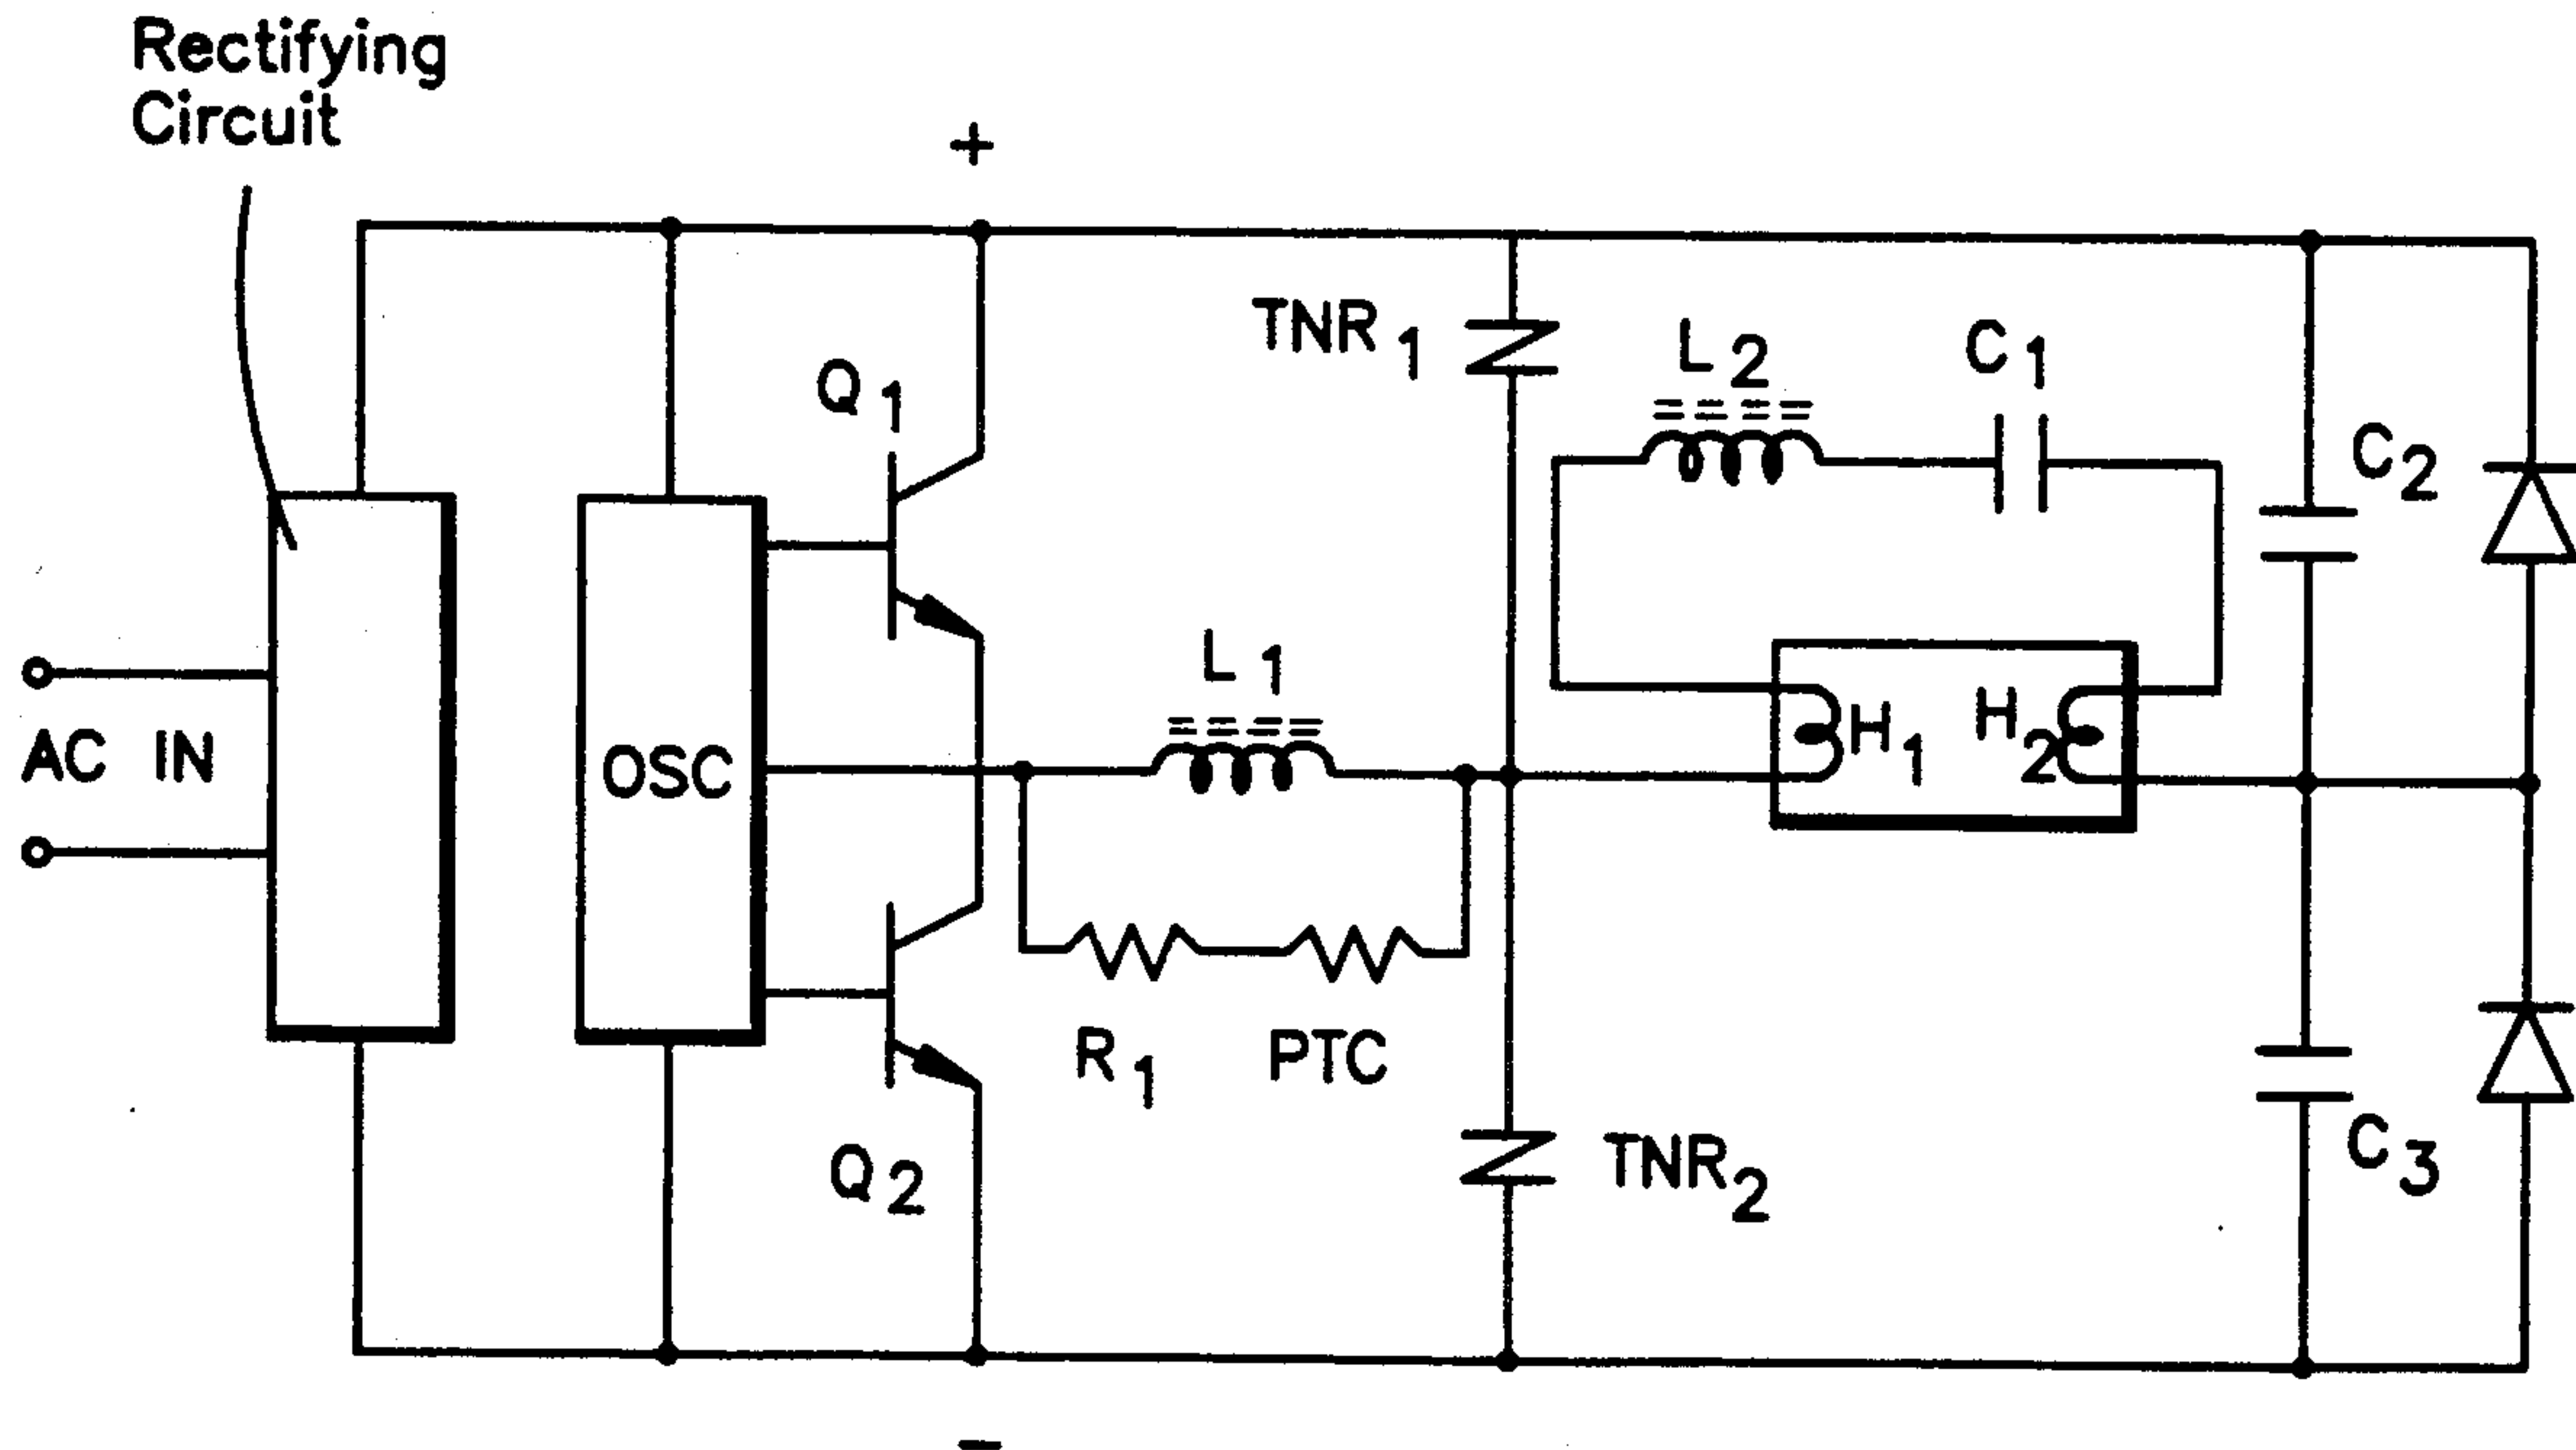 Rectifying
Circuit
+
TNR1
L2
C1
Q1
C2
L1
H1
H2
AC IN
OSC
R1
PTC
Q2
TNR2
C3
-